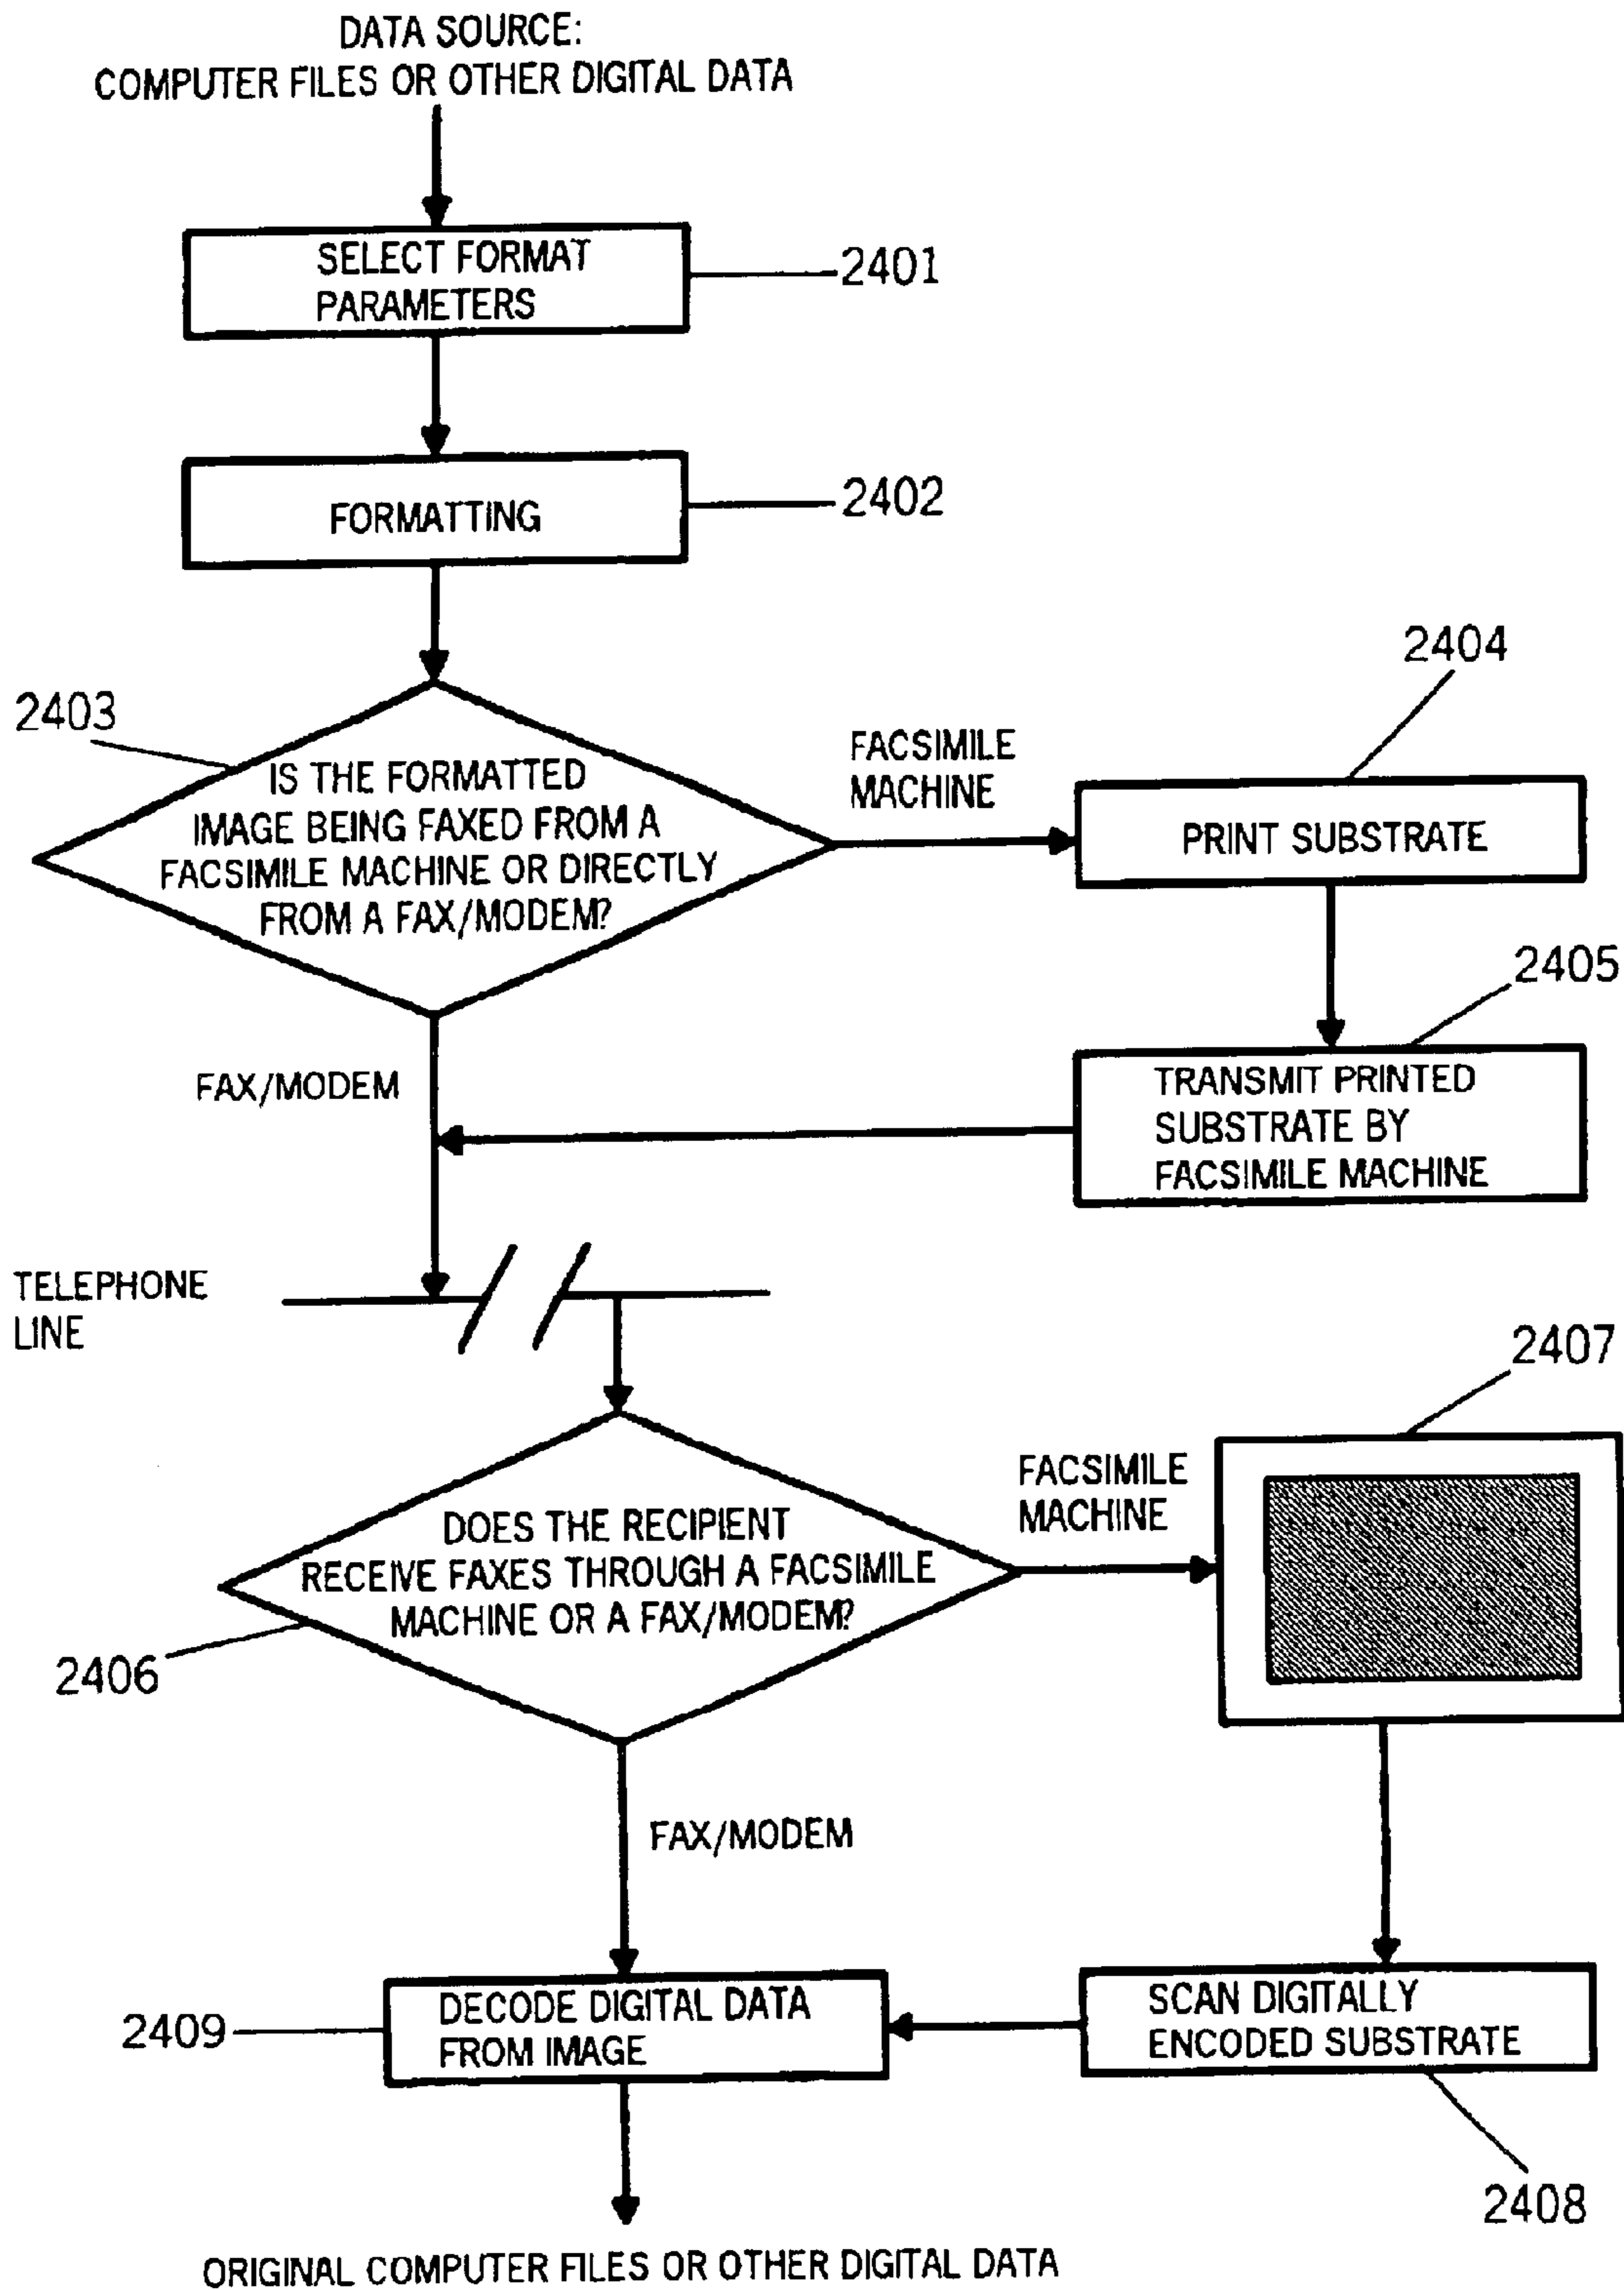 DATA SOURCE:
COMPUTER FILES OR OTHER DIGITAL DATA
SELECT FORMAT
PARAMETERS
2401
FORMATTING
2402
2403
IS THE FORMATTED
IMAGE BEING FAXED FROM A
FACSIMILE MACHINE OR DIRECTLY
FROM A FAX/MODEM?
FACSIMILE
MACHINE
2404
PRINT SUBSTRATE
2405
TRANSMIT PRINTED
SUBSTRATE BY
FACSIMILE MACHINE
FAX/MODEM
TELEPHONE
LINE
2406
DOES THE RECIPIENT
RECEIVE FAXES THROUGH A FACSIMILE
MACHINE OR A FAX/MODEM?
FACSIMILE
MACHINE
2407
FAX/MODEM
SCAN DIGITALLY
ENCODED SUBSTRATE
2408
2409
DECODE DIGITAL DATA
FROM IMAGE
ORIGINAL COMPUTER FILES OR OTHER DIGITAL DATA